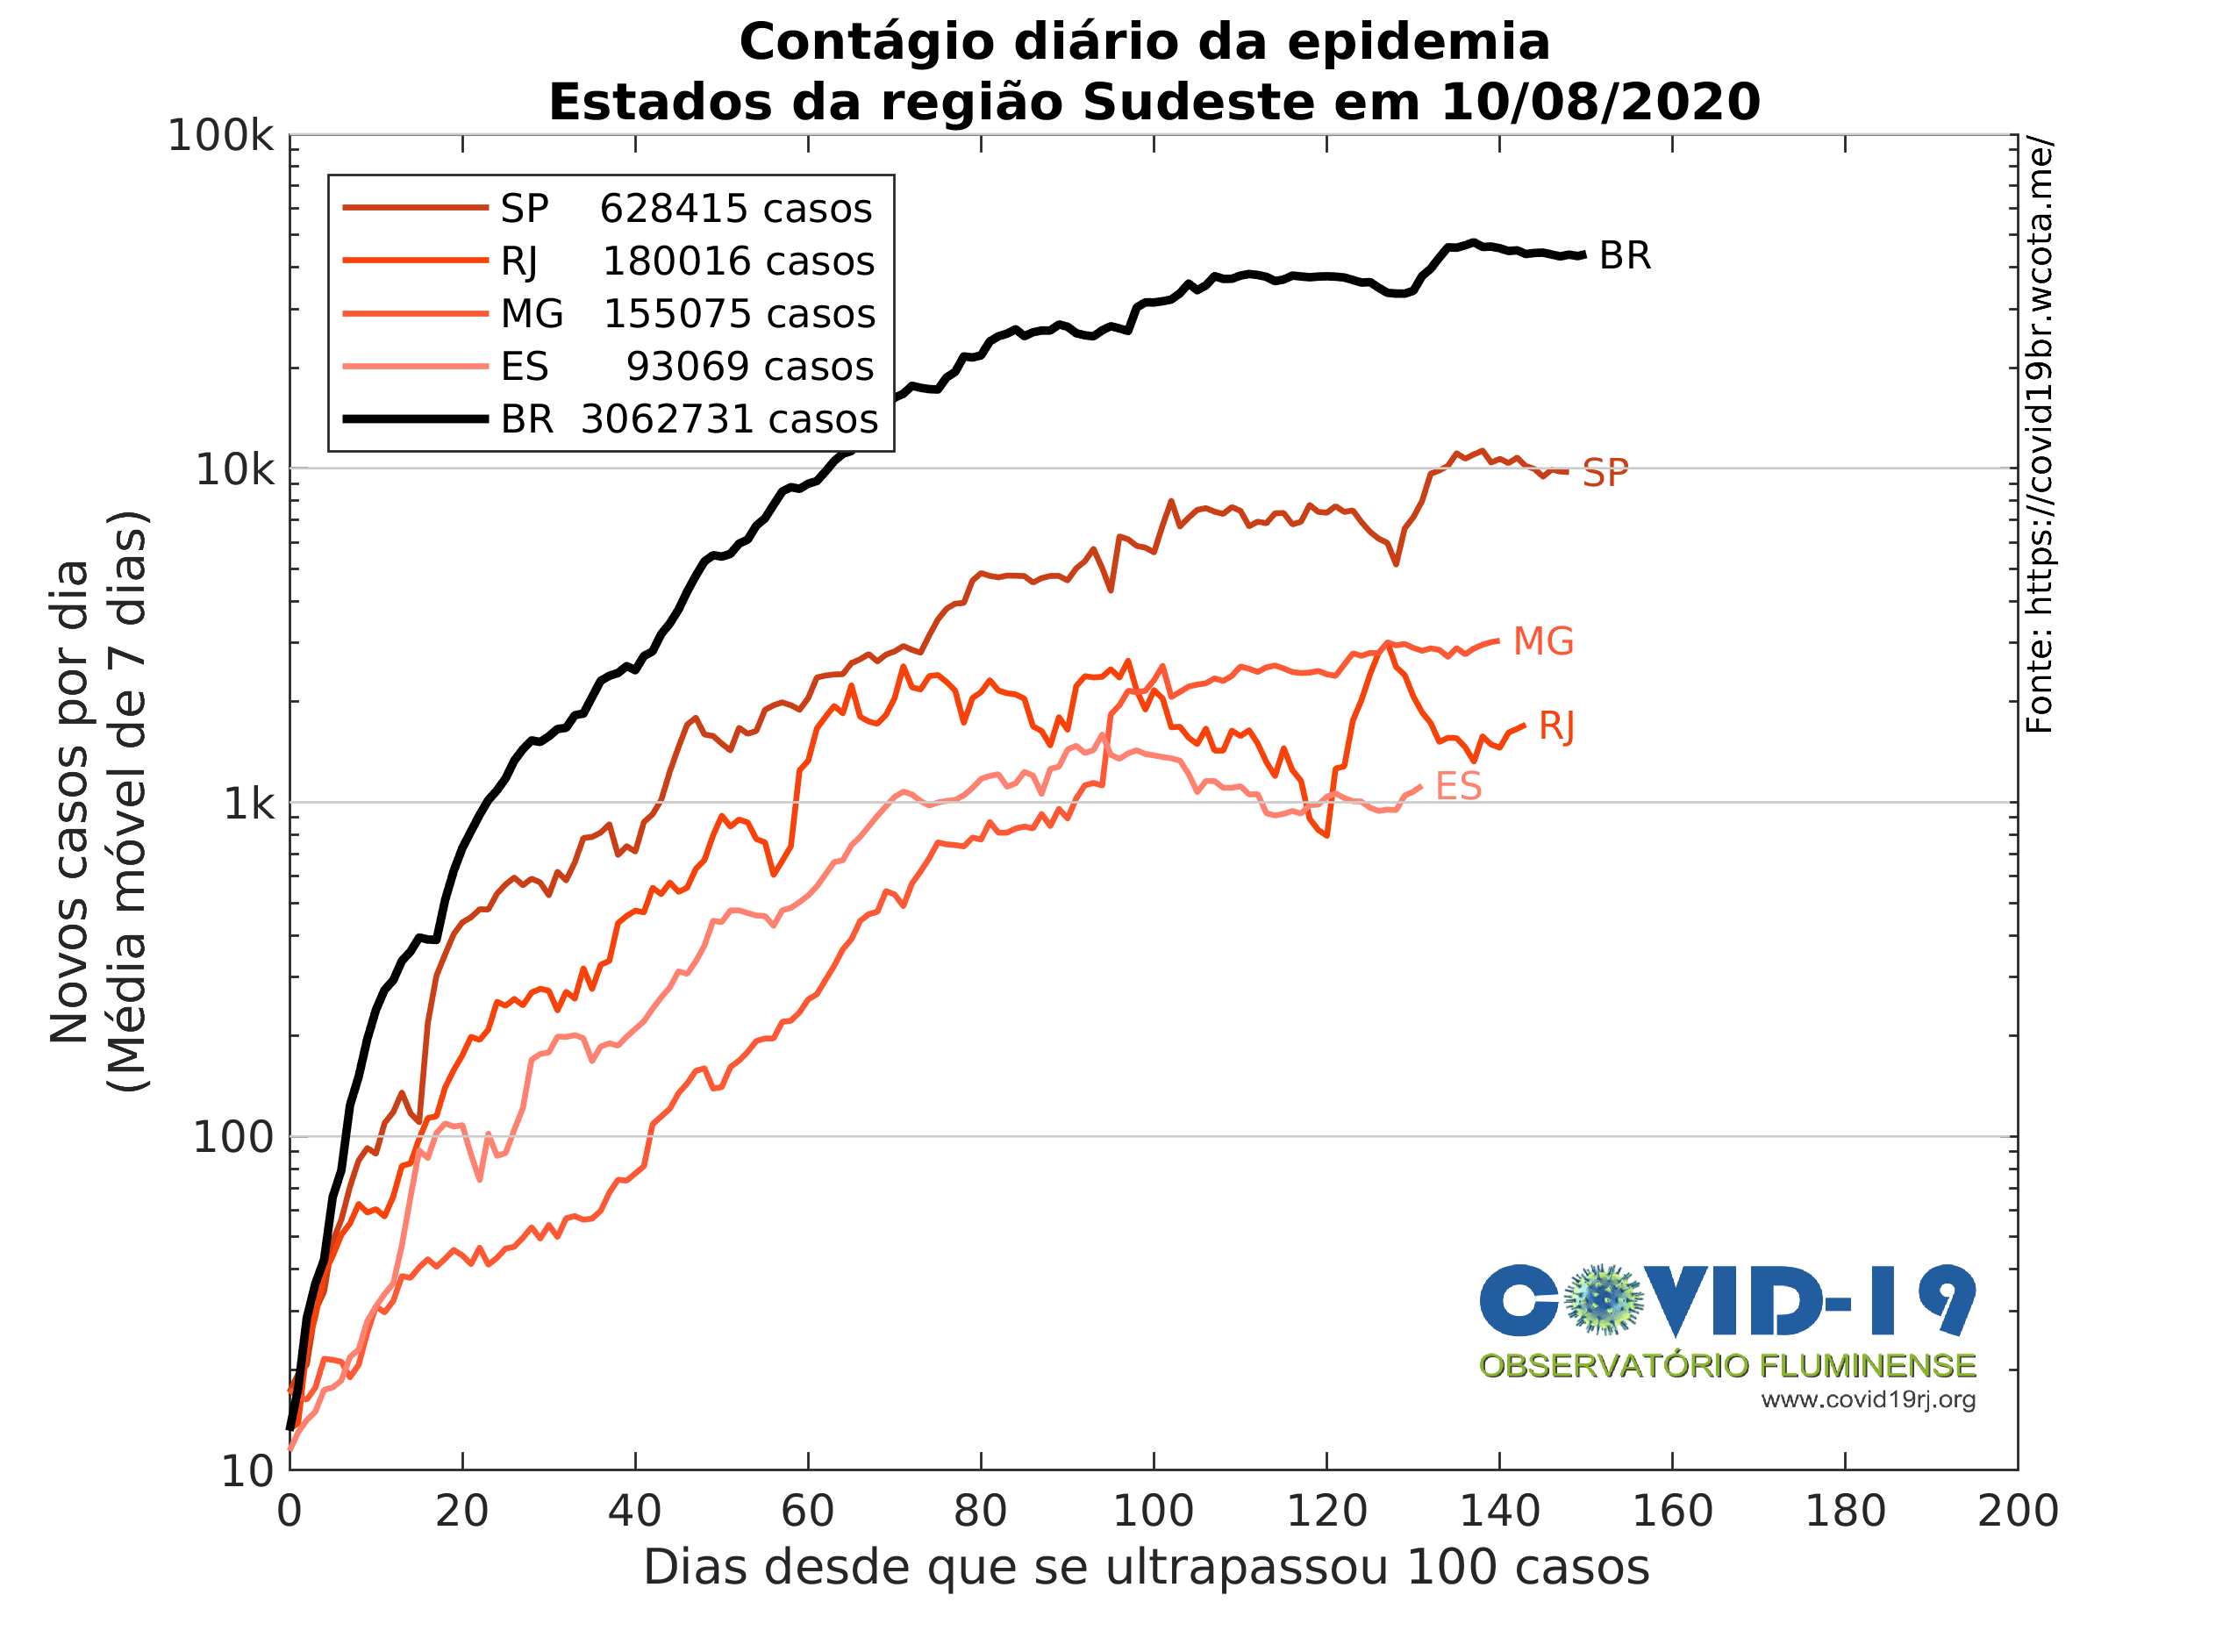 Contágio diário da epidemia
Estados da região Sudeste em 10/08/2020
100k
10k
1k
100
10
Novos casos por dia
(Média móvel de 7 dias)
SP 628415 casos
RJ 180016 casos
MG 155075 casos
ES 93069 casos
BR 3062731 casos
BR
SP
MG
RJ
ES
Fonte: https://covid19br.wcota.me/
COVID-19
OBSERVATÓRIO FLUMINENSE
www.covid19rj.org
0 20 40 60 80 100 120 140 160 180 200
Dias desde que se ultrapassou 100 casos